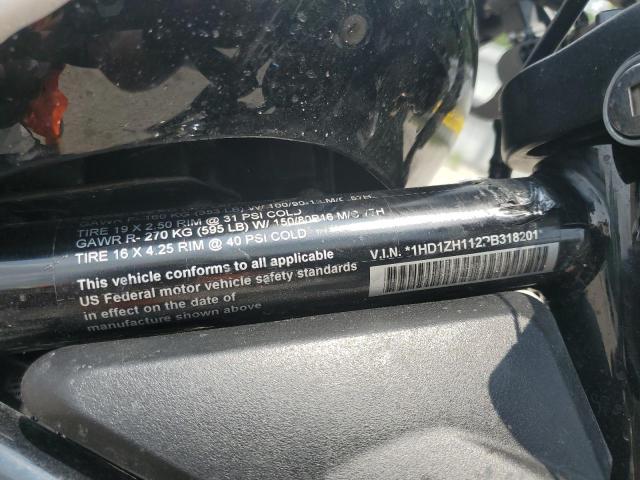 TIRE 19 X 2.50 RIM @ 31 PSI COLD
GAWR R- 270 KG (595 LB) W/ 150/80B16 M/C
TIRE 16 X 4.25 RIM @ 40 PSI COLD
This vehicle conforms to all applicable
US Federal motor vehicle safety standards
in effect on the date of
manufacture shown above
V.I.N. *1HD1ZH112PB318201